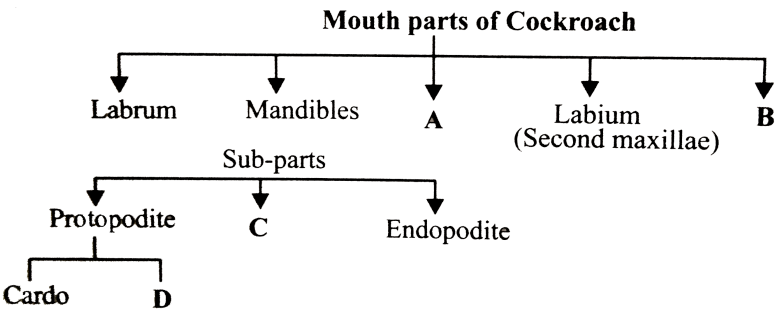 Mouth parts of Cockroach
Labrum
Mandibles
A
Labium
(Second maxillae)
B
Sub-parts
Protopodite
C
Endopodite
Cardo
D